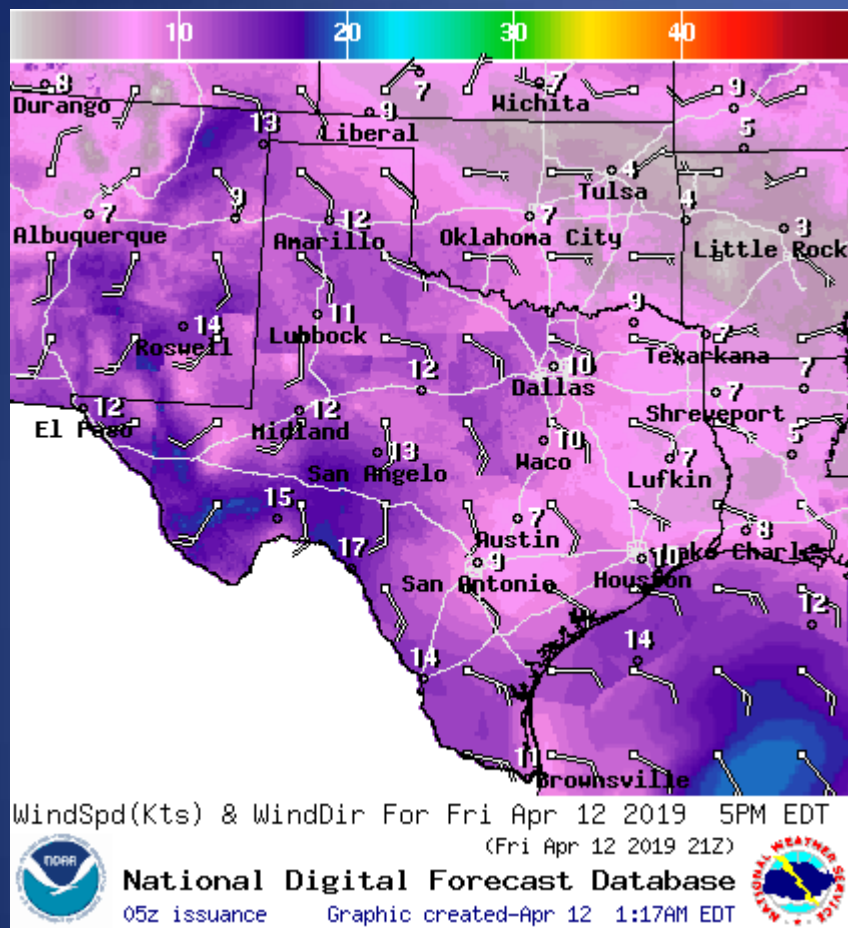 10 20 30 40
8 7 7 9
Durango Wichita
9
13 Liberal 5
4
Tulsa
7 9 12 7 4 3
Albuquerque Amarillo Oklahoma City Little Rock
14 11 9
Roswell Lubbock 7
Texarkana
10
Dallas
12 7 7
12 12 Shreveport
El Paso Midland
10
13 Waco 5
San Angelo 7
Lufkin
15 7 8
Austin
17 9 10 Lake Charles
San Antonio Houston
12
14 14
11
Brownsville
WindSpd(Kts) & WindDir For Fri Apr 12 2019 5PM EDT
(Fri Apr 12 2019 21Z)
NOAA
National Digital Forecast Database
05z issuance Graphic created-Apr 12 1:17AM EDT
NATIONAL WEATHER SERVICE